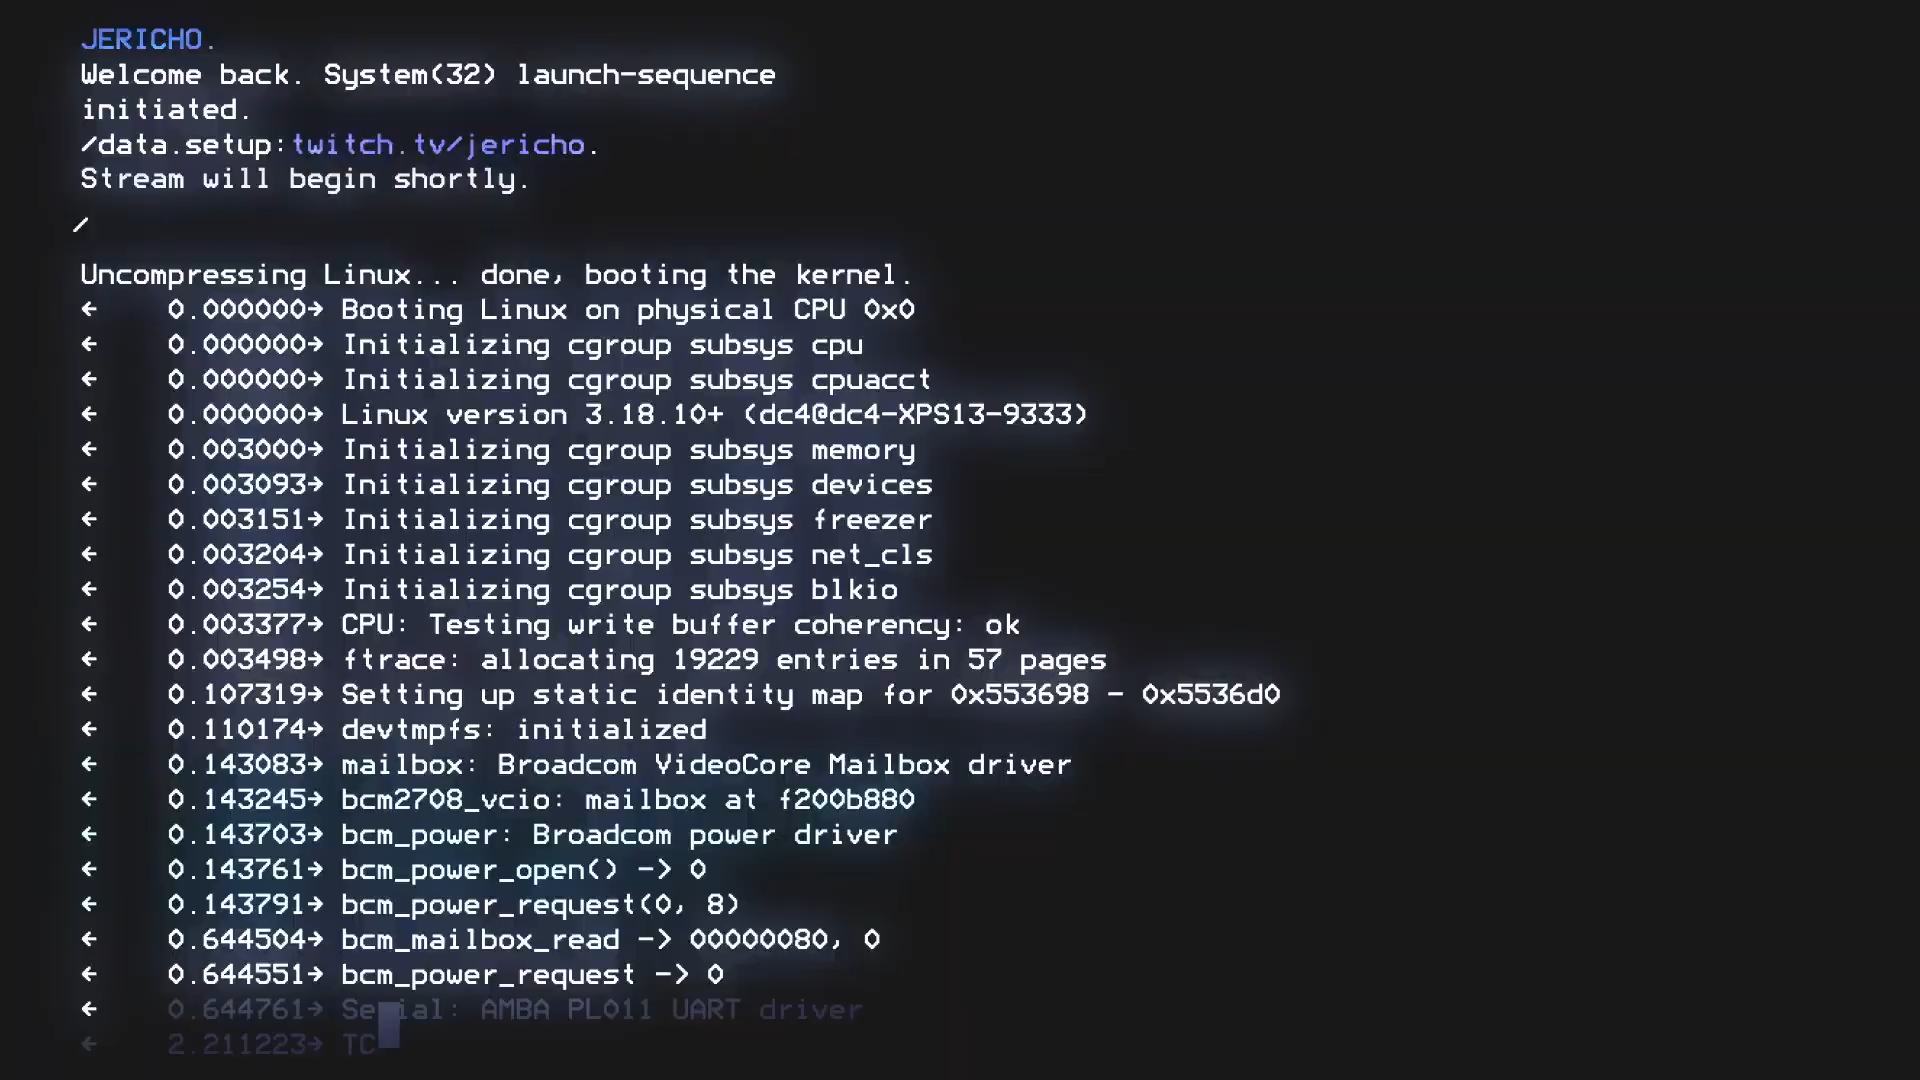 JERICHO.
Welcome back. System(32) launch-sequence
initiated.
/data.setup:twitch.tv/jericho.
Stream will begin shortly.
/
Uncompressing Linux... done, booting the kernel.
← 0.000000→ Booting Linux on physical CPU 0x0
← 0.000000→ Initializing cgroup subsys cpu
← 0.000000→ Initializing cgroup subsys cpuacct
← 0.000000→ Linux version 3.18.10+ (dc4@dc4-XPS13-9333)
← 0.003000→ Initializing cgroup subsys memory
← 0.003093→ Initializing cgroup subsys devices
← 0.003151→ Initializing cgroup subsys freezer
← 0.003204→ Initializing cgroup subsys net_cls
← 0.003254→ Initializing cgroup subsys blkio
← 0.003377→ CPU: Testing write buffer coherency: ok
← 0.003498→ ftrace: allocating 19229 entries in 57 pages
← 0.107319→ Setting up static identity map for 0x553698 - 0x5536d0
← 0.110174→ devtmpfs: initialized
← 0.143083→ mailbox: Broadcom VideoCore Mailbox driver
← 0.143245→ bcm2708_vcio: mailbox at f200b880
← 0.143703→ bcm_power: Broadcom power driver
← 0.143761→ bcm_power_open() -> 0
← 0.143791→ bcm_power_request(0, 8)
← 0.644504→ bcm_mailbox_read -> 00000080, 0
← 0.644551→ bcm_power_request -> 0
← 0.644761→ Serial: AMBA PL011 UART driver
← 2.211223→ TC